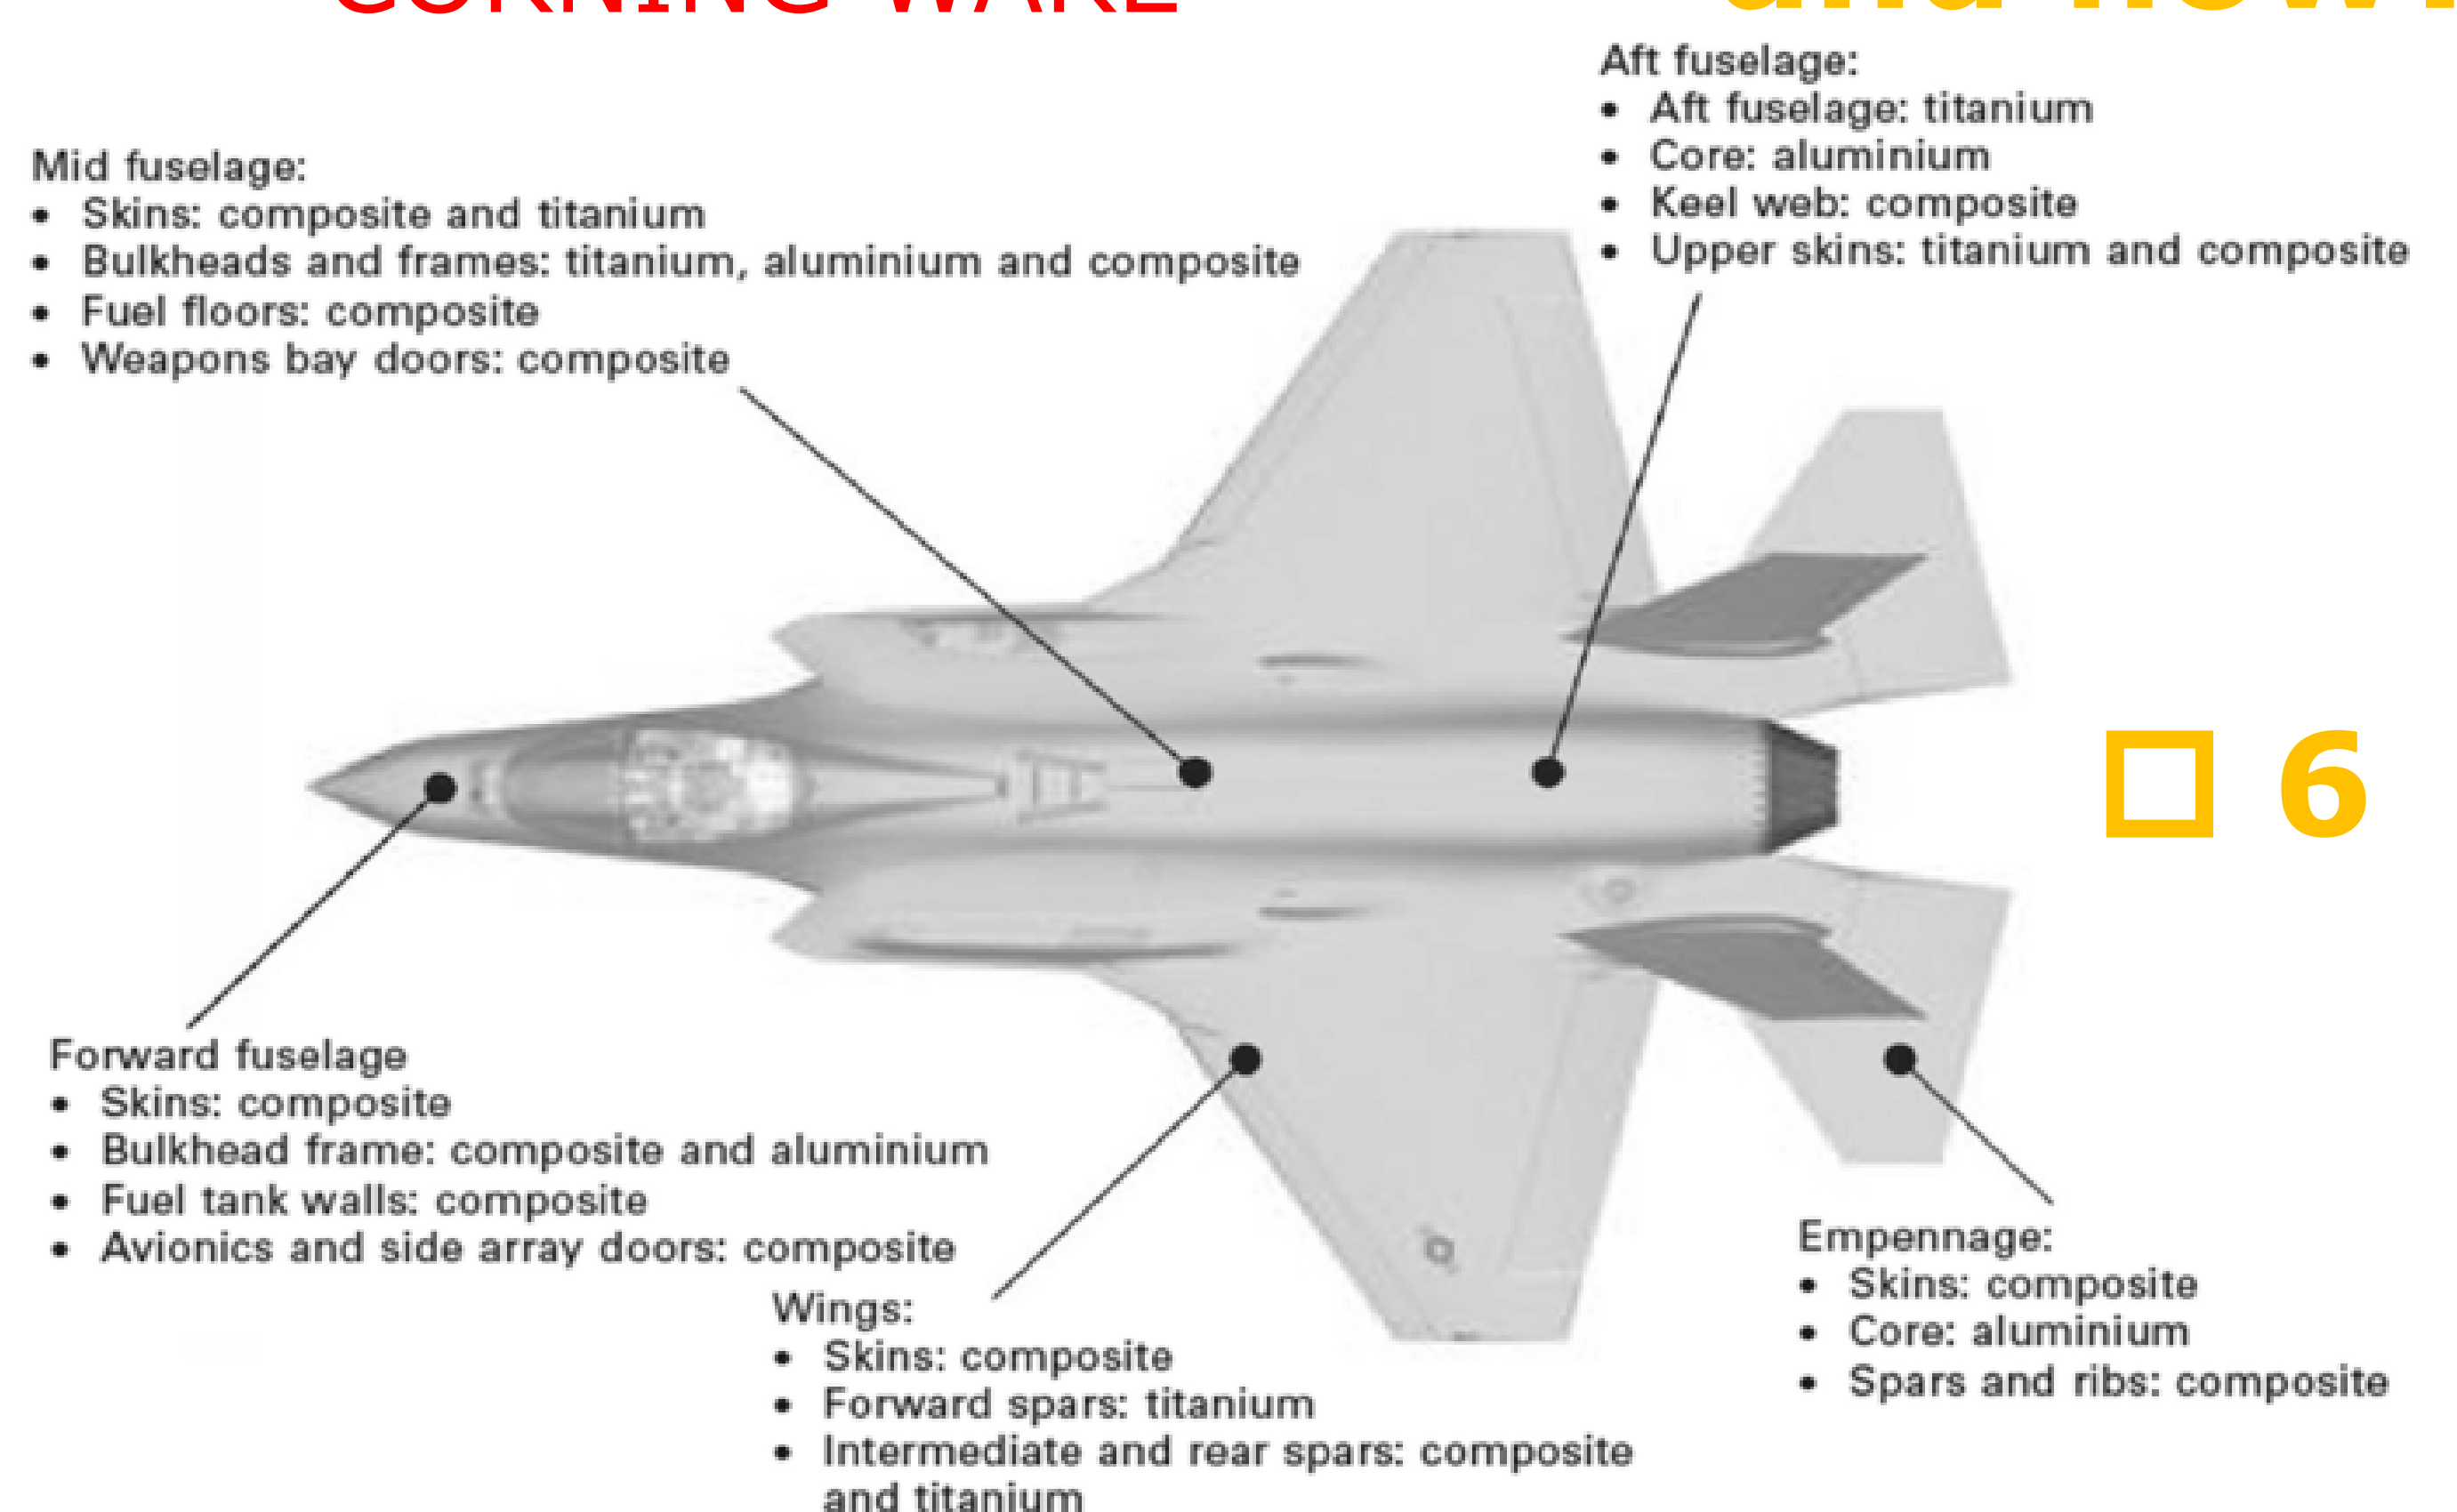 CORNING WARE
and now
Aft fuselage:
• Aft fuselage: titanium
• Core: aluminium
• Keel web: composite
• Upper skins: titanium and composite
Mid fuselage:
• Skins: composite and titanium
• Bulkheads and frames: titanium, aluminium and composite
• Fuel floors: composite
• Weapons bay doors: composite
□ 6
Forward fuselage
• Skins: composite
• Bulkhead frame: composite and aluminium
• Fuel tank walls: composite
• Avionics and side array doors: composite
Wings:
• Skins: composite
• Forward spars: titanium
• Intermediate and rear spars: composite
and titanium
Empennage:
• Skins: composite
• Core: aluminium
• Spars and ribs: composite